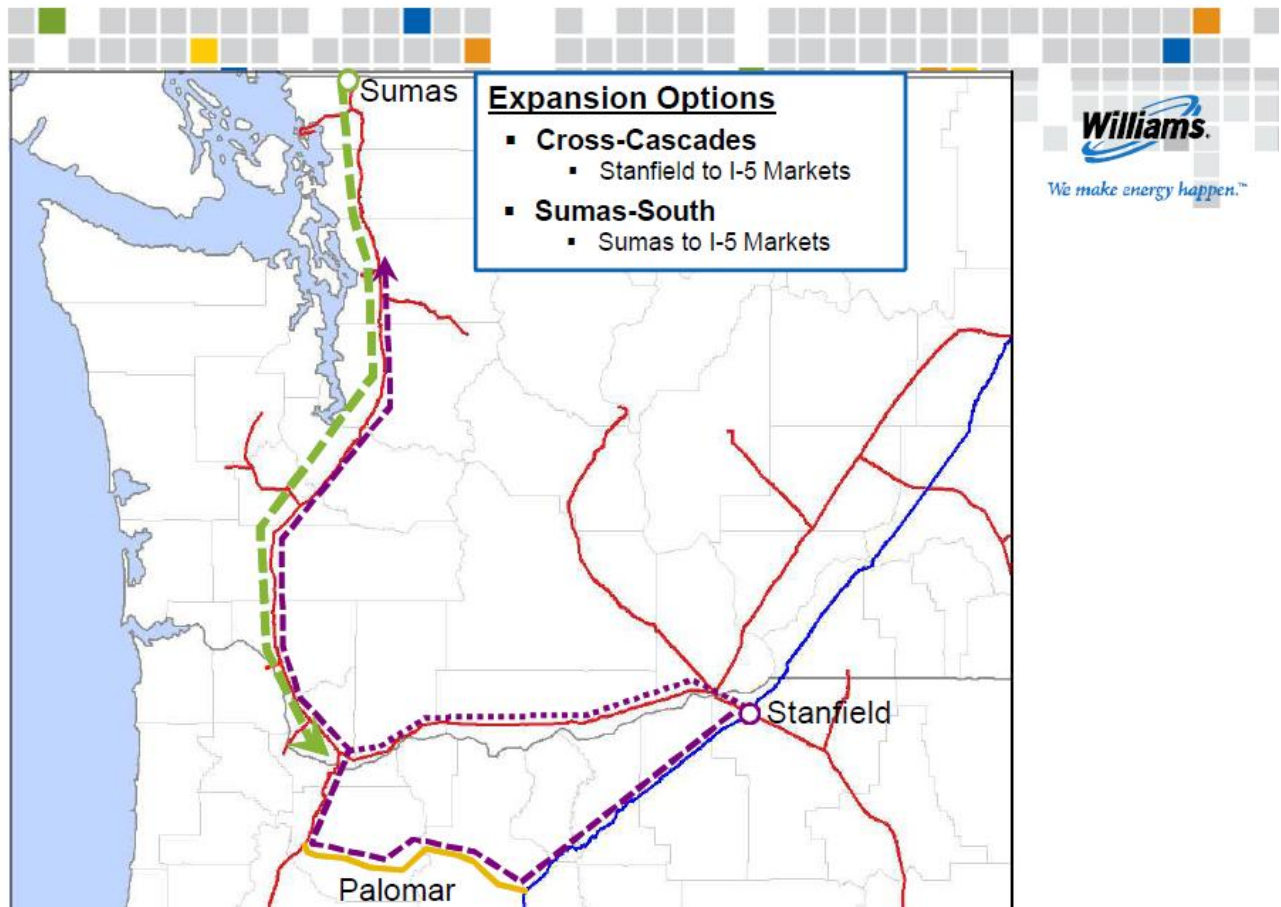 Sumas
Expansion Options
▪ Cross-Cascades
▪ Stanfield to I-5 Markets
▪ Sumas-South
▪ Sumas to I-5 Markets
Williams.
We make energy happen.™
Stanfield
Palomar